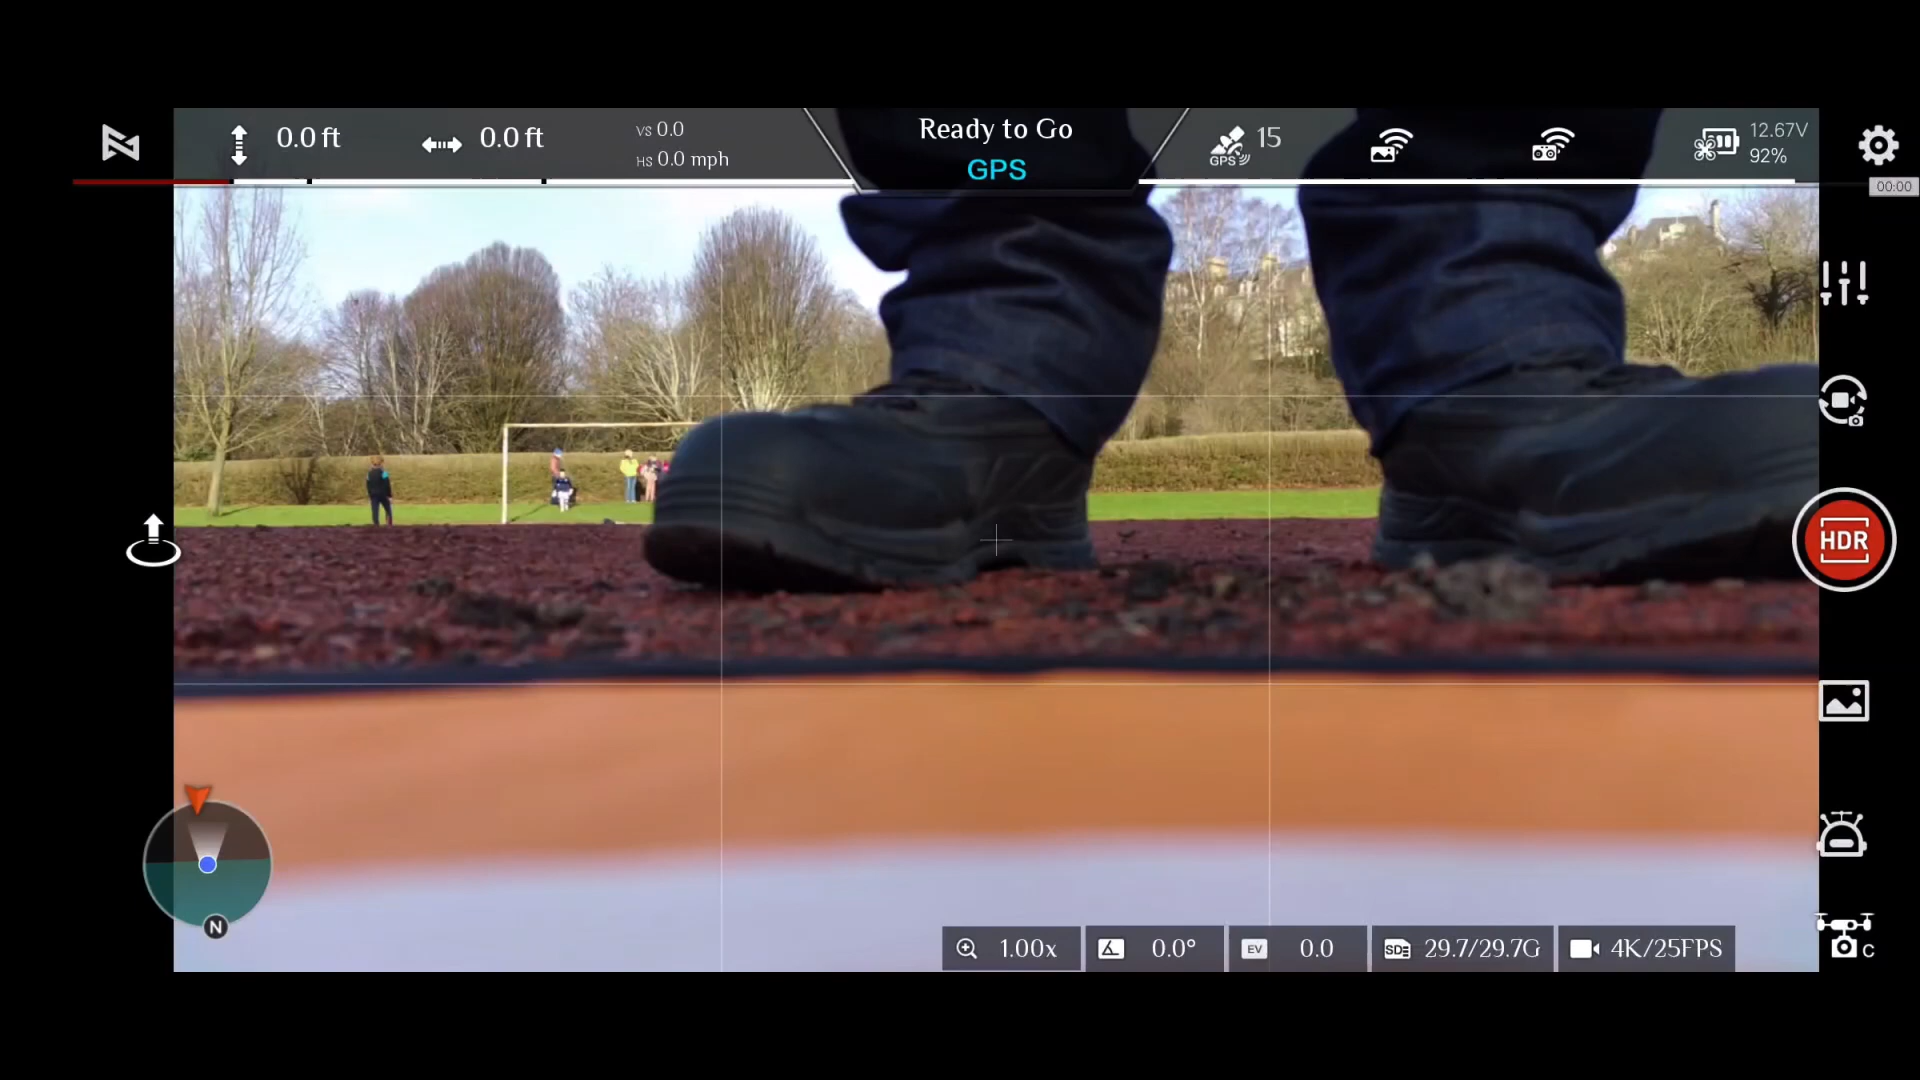 0.0 ft
0.0 ft
VS 0.0
HS 0.0 mph
Ready to Go
GPS
GPS
15
12.67V
92%
00:00
HDR
N
1.00x
0.0°
EV
0.0
SD
29.7/29.7G
4K/25FPS
C